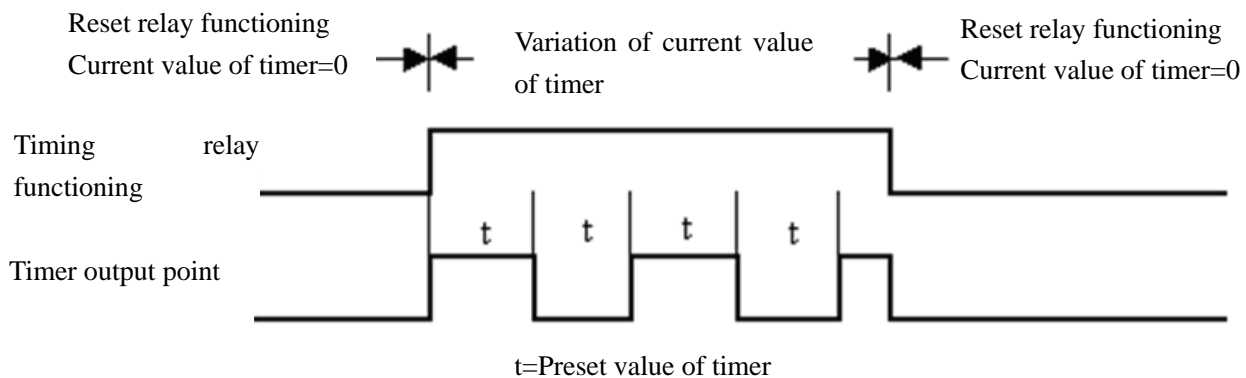 Reset relay functioning
Current value of timer=0
Variation of current value
of timer
Reset relay functioning
Current value of timer=0
Timing relay
functioning
t t t t
Timer output point
t=Preset value of timer